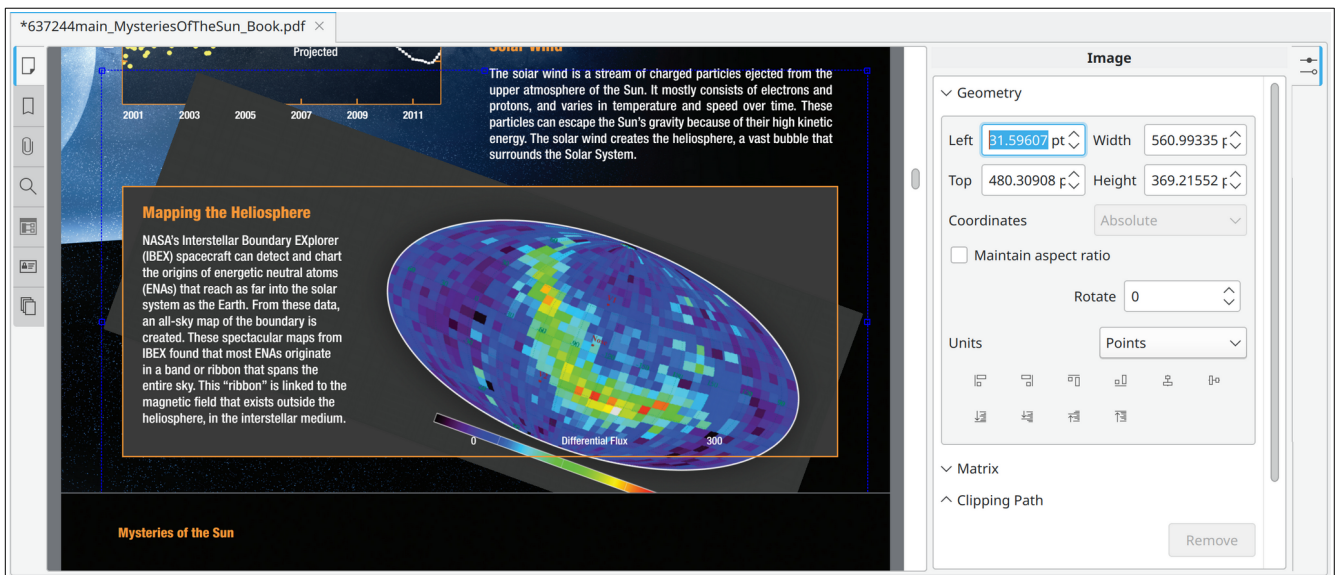 *637244main_MysteriesOfTheSun_Book.pdf
Projected
2001 2003 2005 2007 2009 2011
Solar Wind
The solar wind is a stream of charged particles ejected from the
upper atmosphere of the Sun. It mostly consists of electrons and
protons, and varies in temperature and speed over time. These
particles can escape the Sun's gravity because of their high kinetic
energy. The solar wind creates the heliosphere, a vast bubble that
surrounds the Solar System.
Mapping the Heliosphere
NASA's Interstellar Boundary EXplorer
(IBEX) spacecraft can detect and chart
the origins of energetic neutral atoms
(ENAs) that reach as far into the solar
system as the Earth. From these data,
an all-sky map of the boundary is
created. These spectacular maps from
IBEX found that most ENAs originate
in a band or ribbon that spans the
entire sky. This “ribbon” is linked to the
magnetic field that exists outside the
heliosphere, in the interstellar medium.
0 Differential Flux 300
Mysteries of the Sun
Image
Geometry
Left 31.59607 pt Width 560.99335 p
Top 480.30908 p Height 369.21552 p
Coordinates Absolute
Maintain aspect ratio
Rotate 0
Units Points
Matrix
Clipping Path
Remove